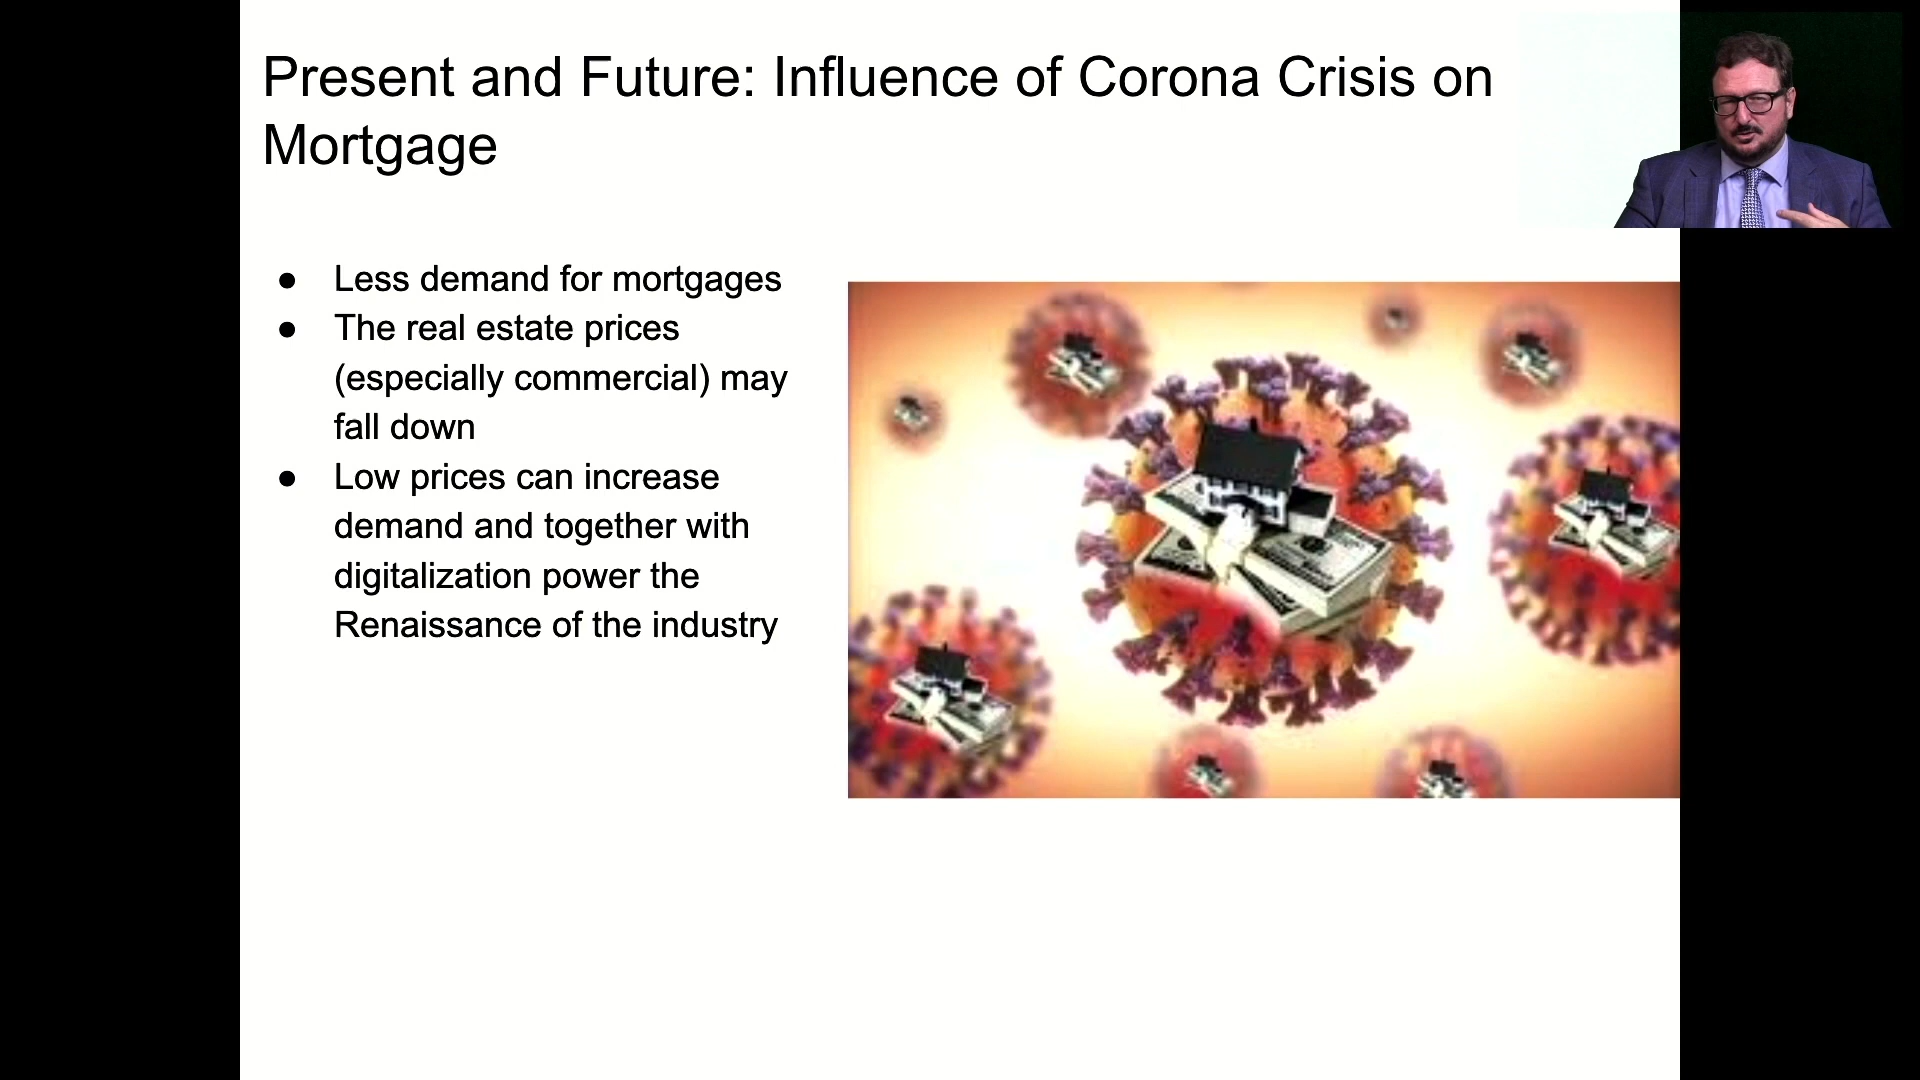 Present and Future: Influence of Corona Crisis on
Mortgage
● Less demand for mortgages
● The real estate prices
(especially commercial) may
fall down
● Low prices can increase
demand and together with
digitalization power the
Renaissance of the industry